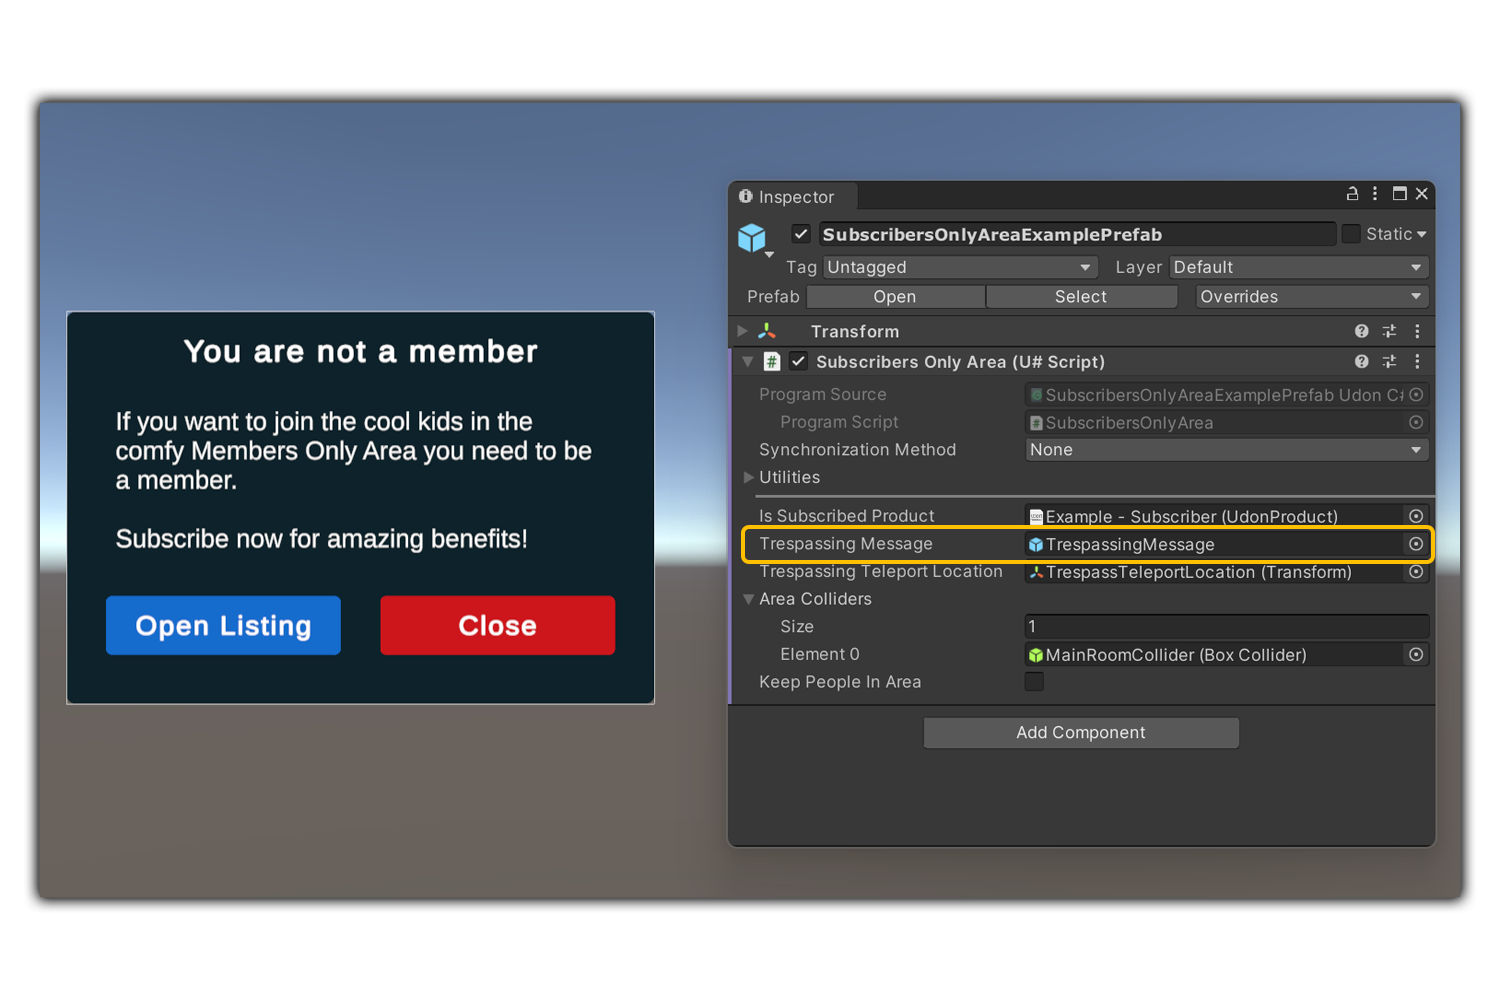 You are not a member
If you want to join the cool kids in the
comfy Members Only Area you need to be
a member.
Subscribe now for amazing benefits!
Open Listing
Close
Inspector
SubscribersOnlyAreaExamplePrefab
Static
Tag Untagged
Layer Default
Prefab Open Select Overrides
Transform
# Subscribers Only Area (U# Script)
Program Source SubscribersOnlyAreaExamplePrefab Udon C#
Program Script SubscribersOnlyArea
Synchronization Method None
Utilities
Is Subscribed Product Example - Subscriber (UdonProduct)
Trespassing Message TrespassingMessage
Trespassing Teleport Location TrespassTeleportLocation (Transform)
Area Colliders
Size 1
Element 0 MainRoomCollider (Box Collider)
Keep People In Area
Add Component